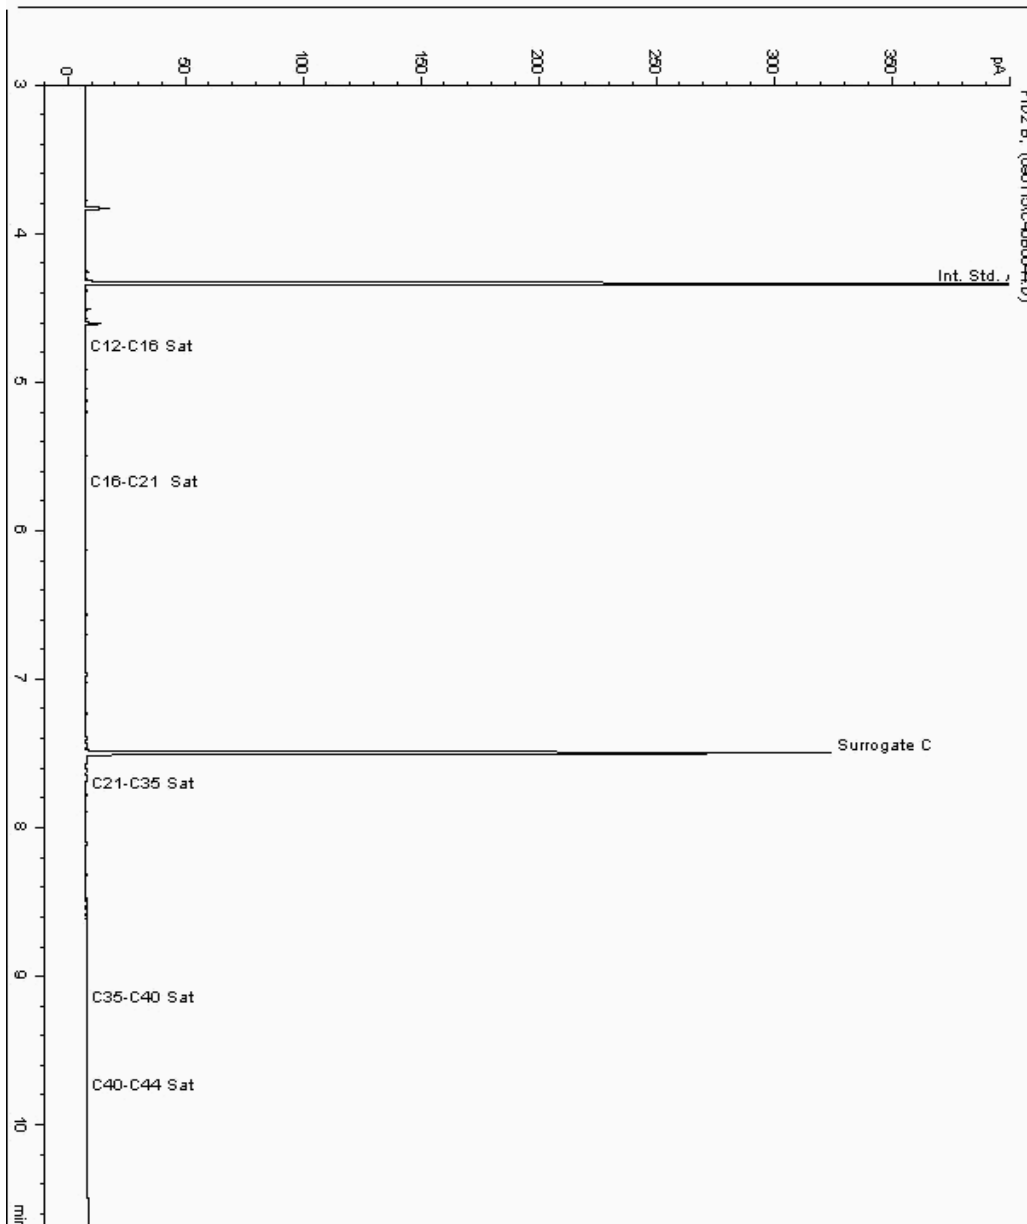 0 50 100 150 200 250 300 350 pA
3
4
Int. Std.
C12-C16 Sat
5
C16-C21 Sat
6
7
Surrogate C
C21-C35 Sat
8
9
C35-C40 Sat
C40-C44 Sat
10